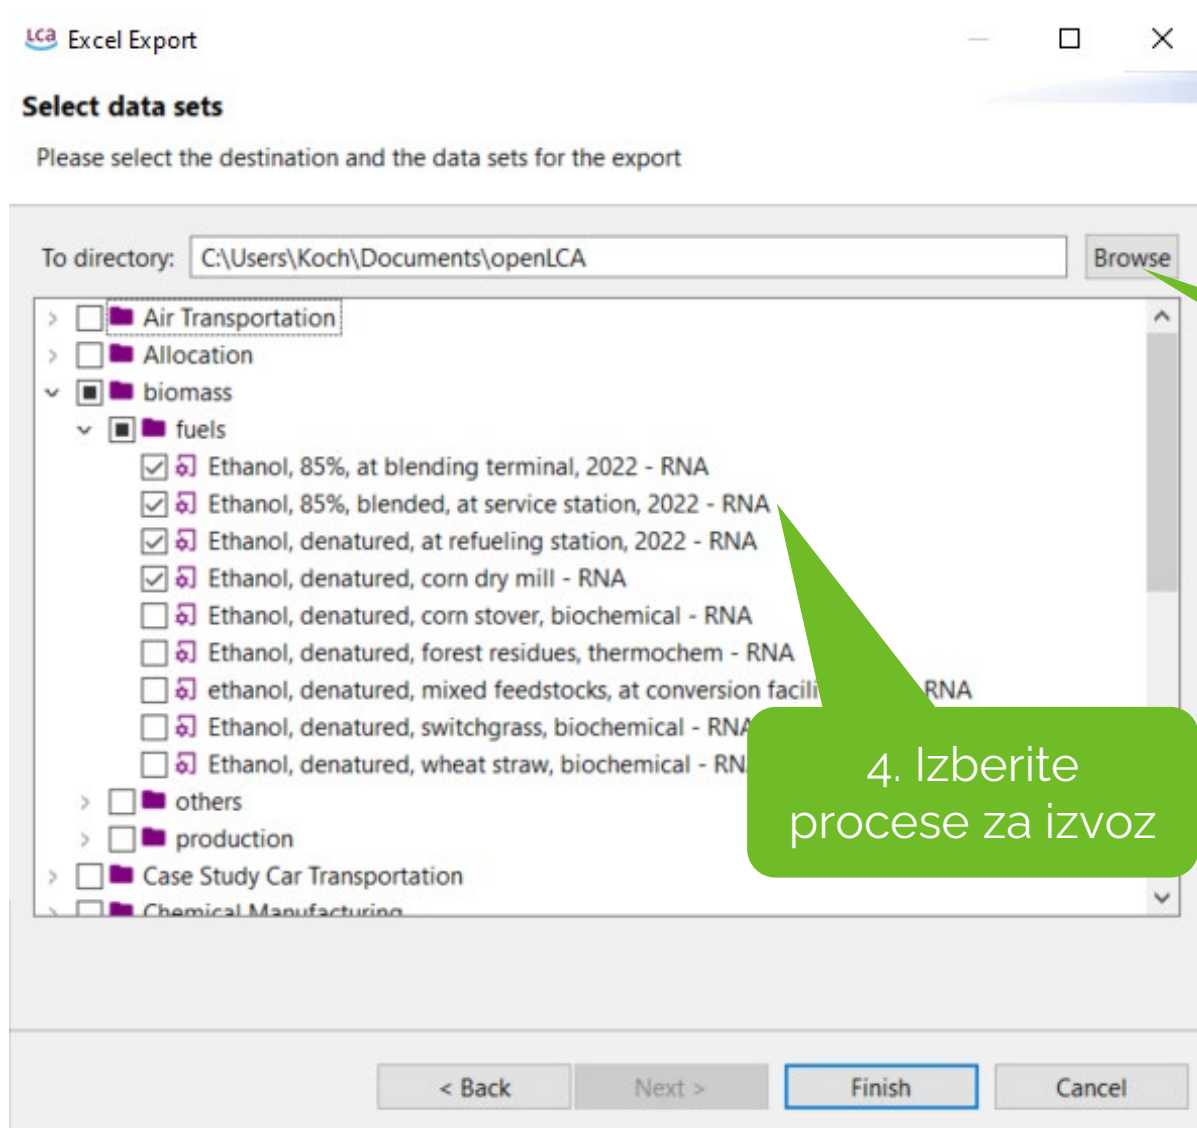 LCa Excel Export
Select data sets
Please select the destination and the data sets for the export
To directory: C:\Users\Koch\Documents\openLCA Browse
Air Transportation
Allocation
biomass
fuels
Ethanol, 85%, at blending terminal, 2022 - RNA
Ethanol, 85%, blended, at service station, 2022 - RNA
Ethanol, denatured, at refueling station, 2022 - RNA
Ethanol, denatured, corn dry mill - RNA
Ethanol, denatured, corn stover, biochemical - RNA
Ethanol, denatured, forest residues, thermochem - RNA
ethanol, denatured, mixed feedstocks, at conversion facili RNA
Ethanol, denatured, switchgrass, biochemical - RNA
Ethanol, denatured, wheat straw, biochemical - RN
others
production
Case Study Car Transportation
Chemical Manufacturing
4. Izberite
procese za izvoz
< Back Next > Finish Cancel